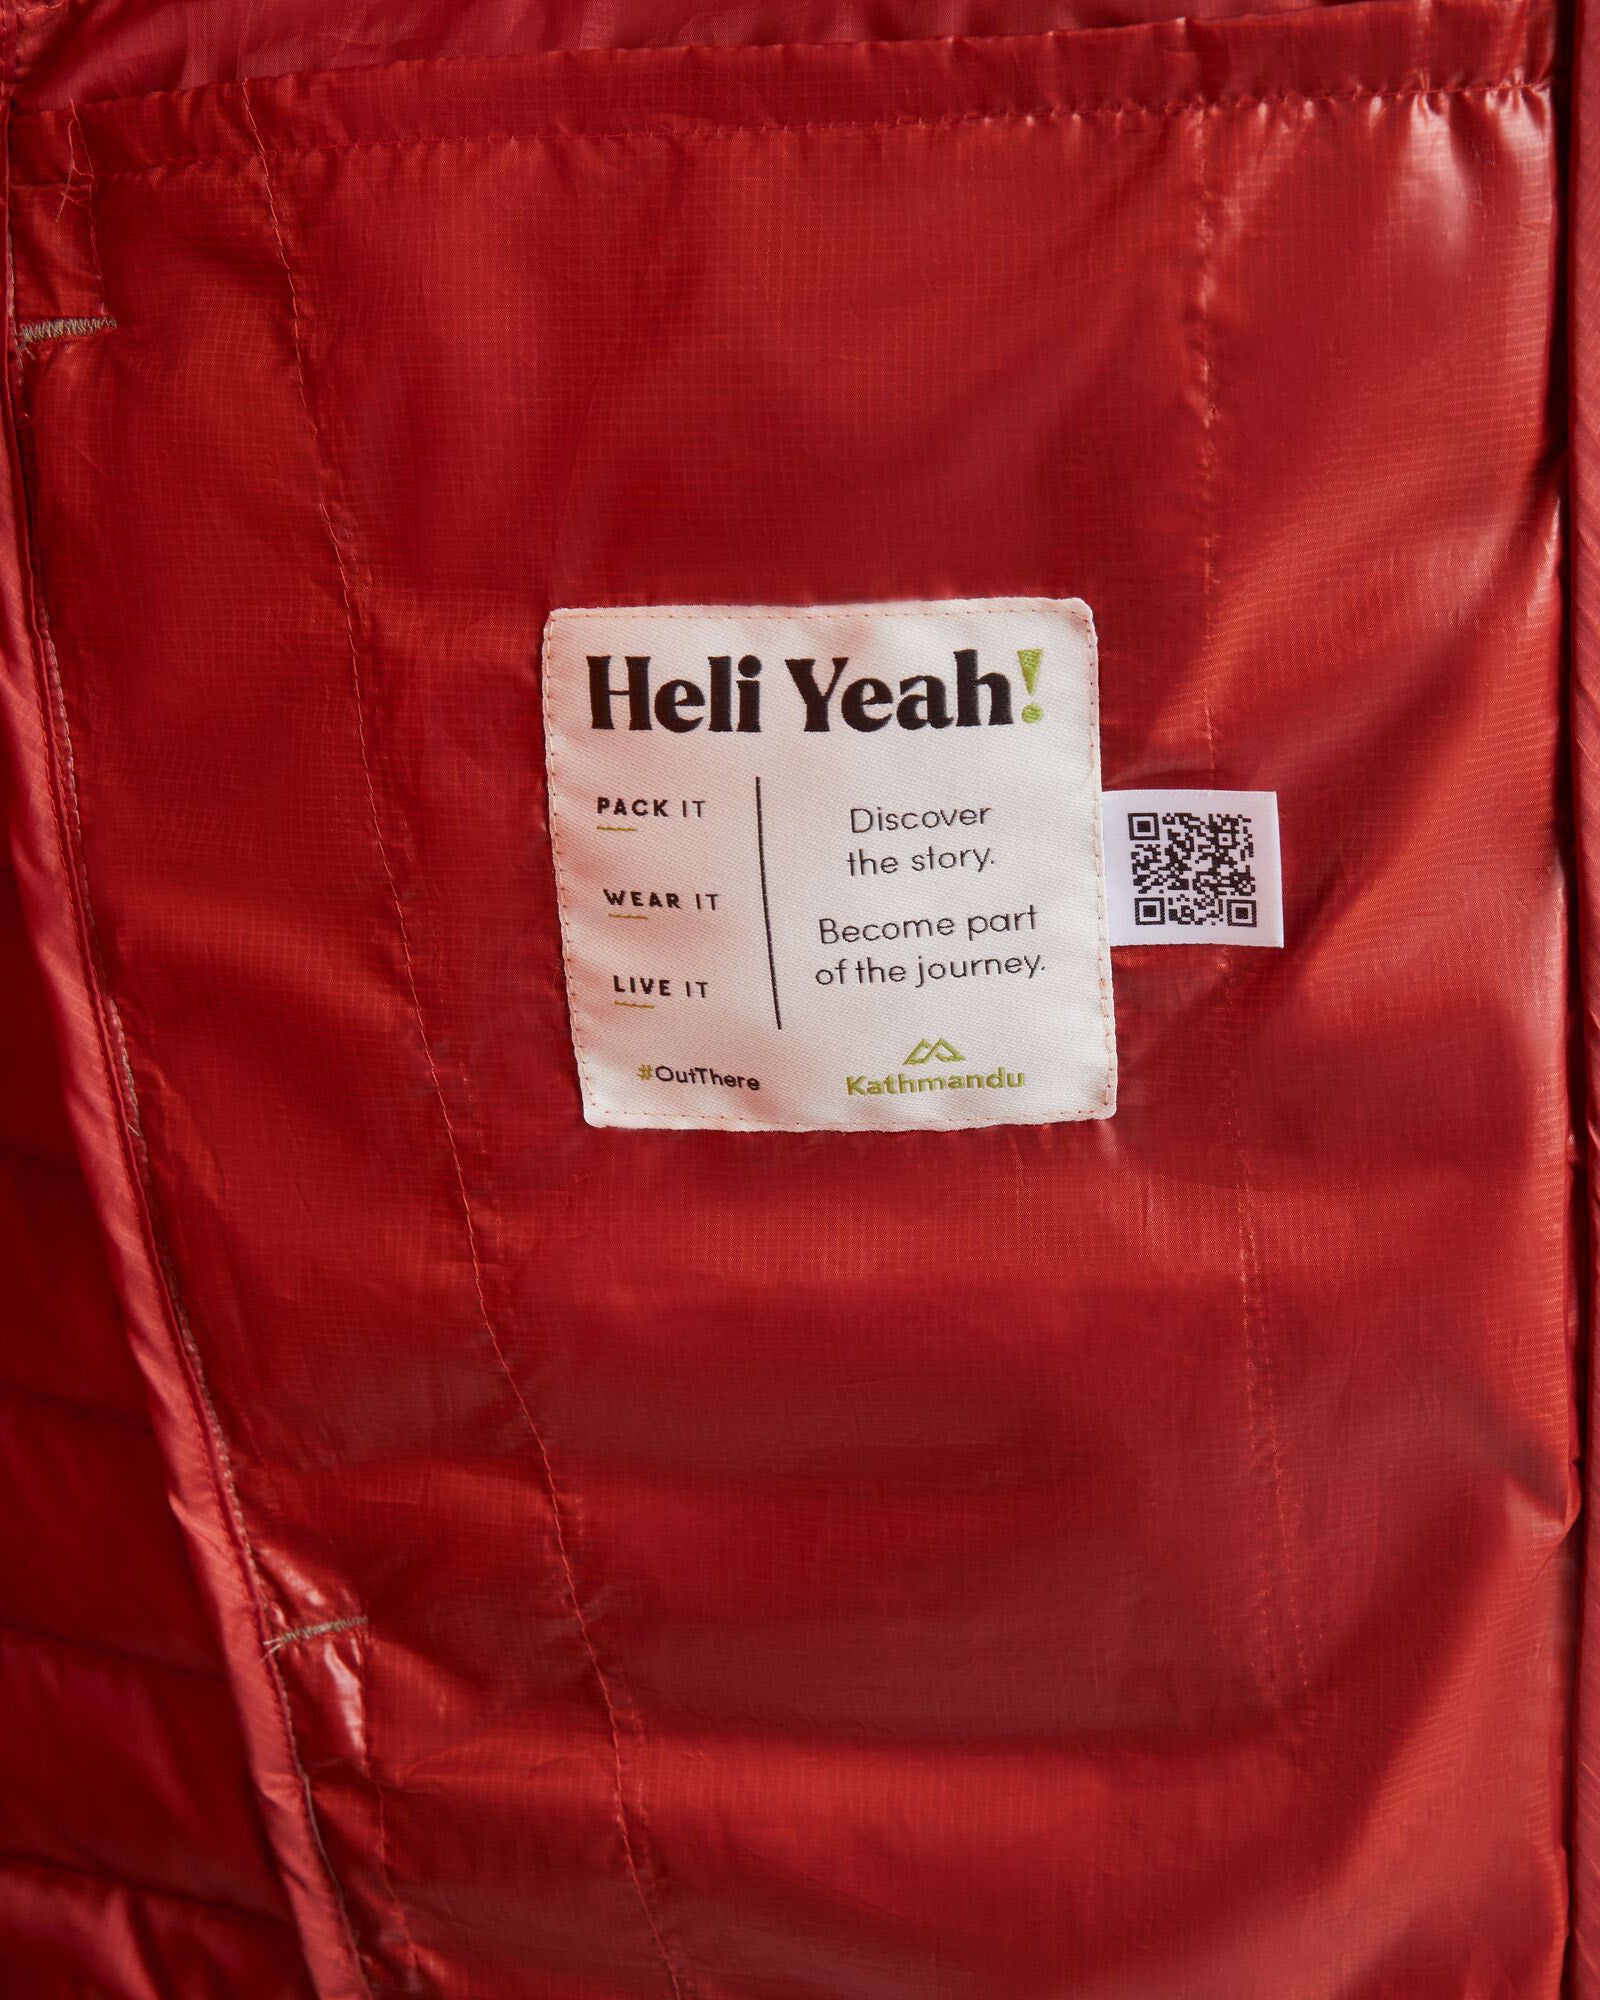 Heli Yeah!
PACK IT
WEAR IT
LIVE IT
#OutThere
Discover
the story.
Become part
of the journey.
Kathmandu